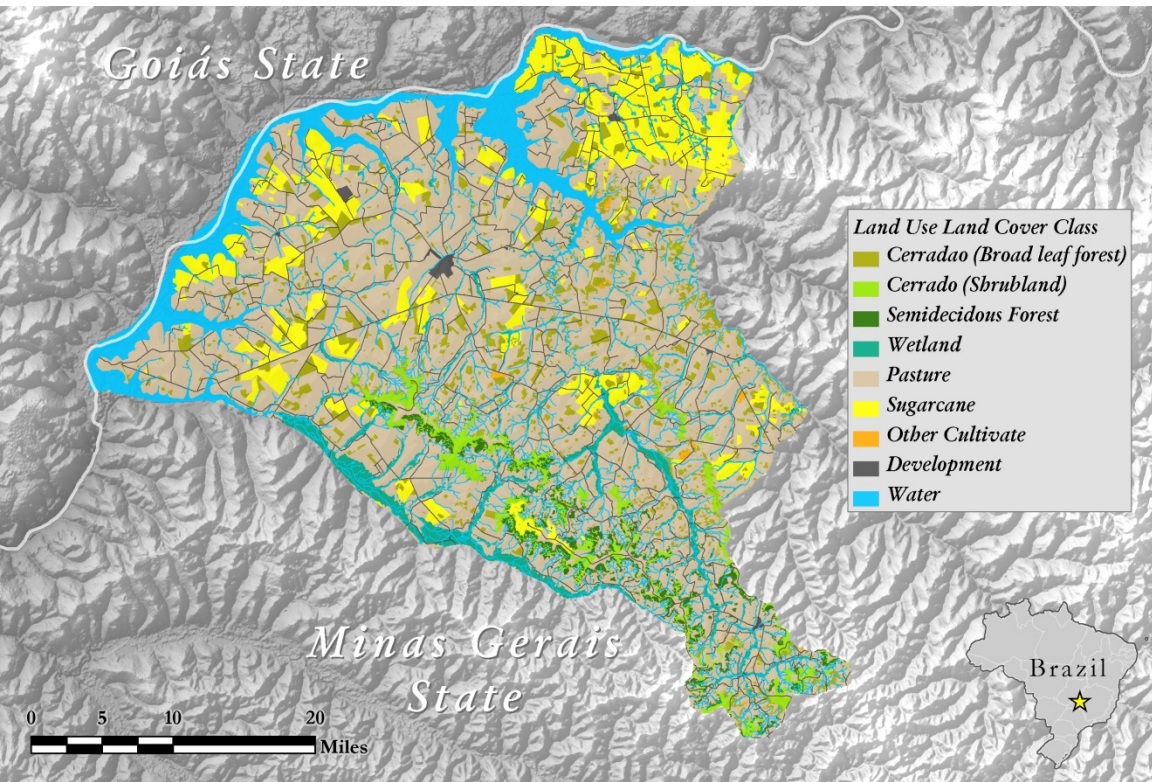 Goiás State
Land Use Land Cover Class
Cerradao (Broad leaf forest)
Cerrado (Shrubland)
Semidecidous Forest
Wetland
Pasture
Sugarcane
Other Cultivate
Development
Water
Minas Gerais
State
Brazil
0 5 10 20
Miles